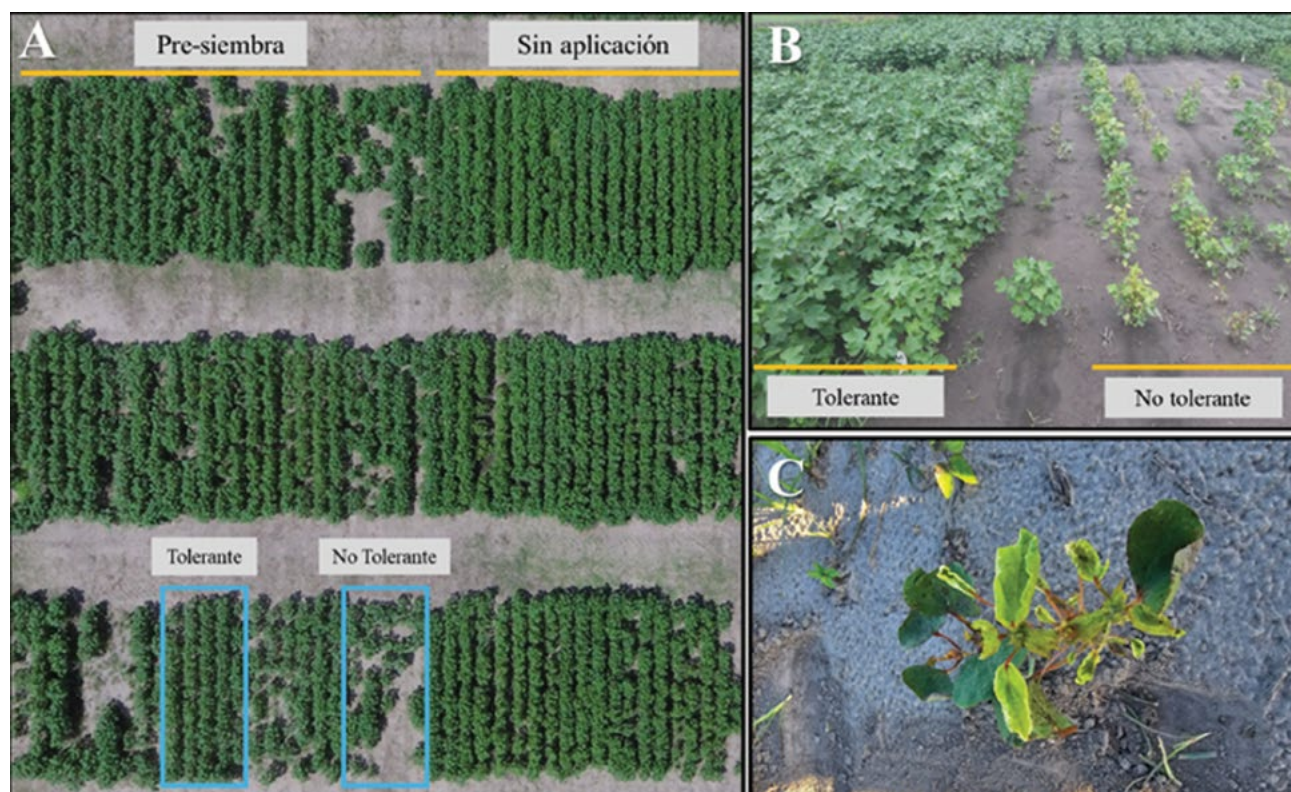 A
Pre-siembra
Sin aplicación
Tolerante
No Tolerante
B
Tolerante
No tolerante
C